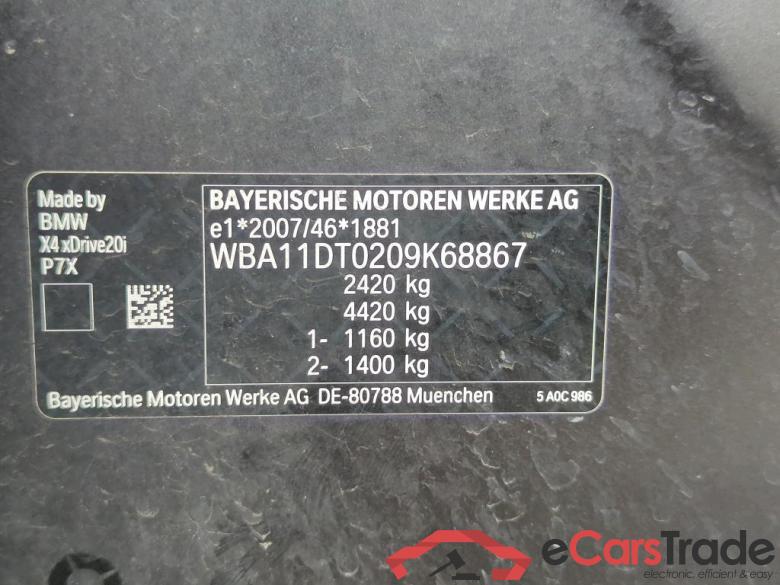 Made by
BMW
X4 xDrive20i
P7X
BAYERISCHE MOTOREN WERKE AG
e1*2007/46*1881
WBA11DT0209K68867
2420 kg
4420 kg
1- 1160 kg
2- 1400 kg
Bayerische Motoren Werke AG DE-80788 Muenchen
5 A0C 986
eCarsTrade
electronic, efficient & easy